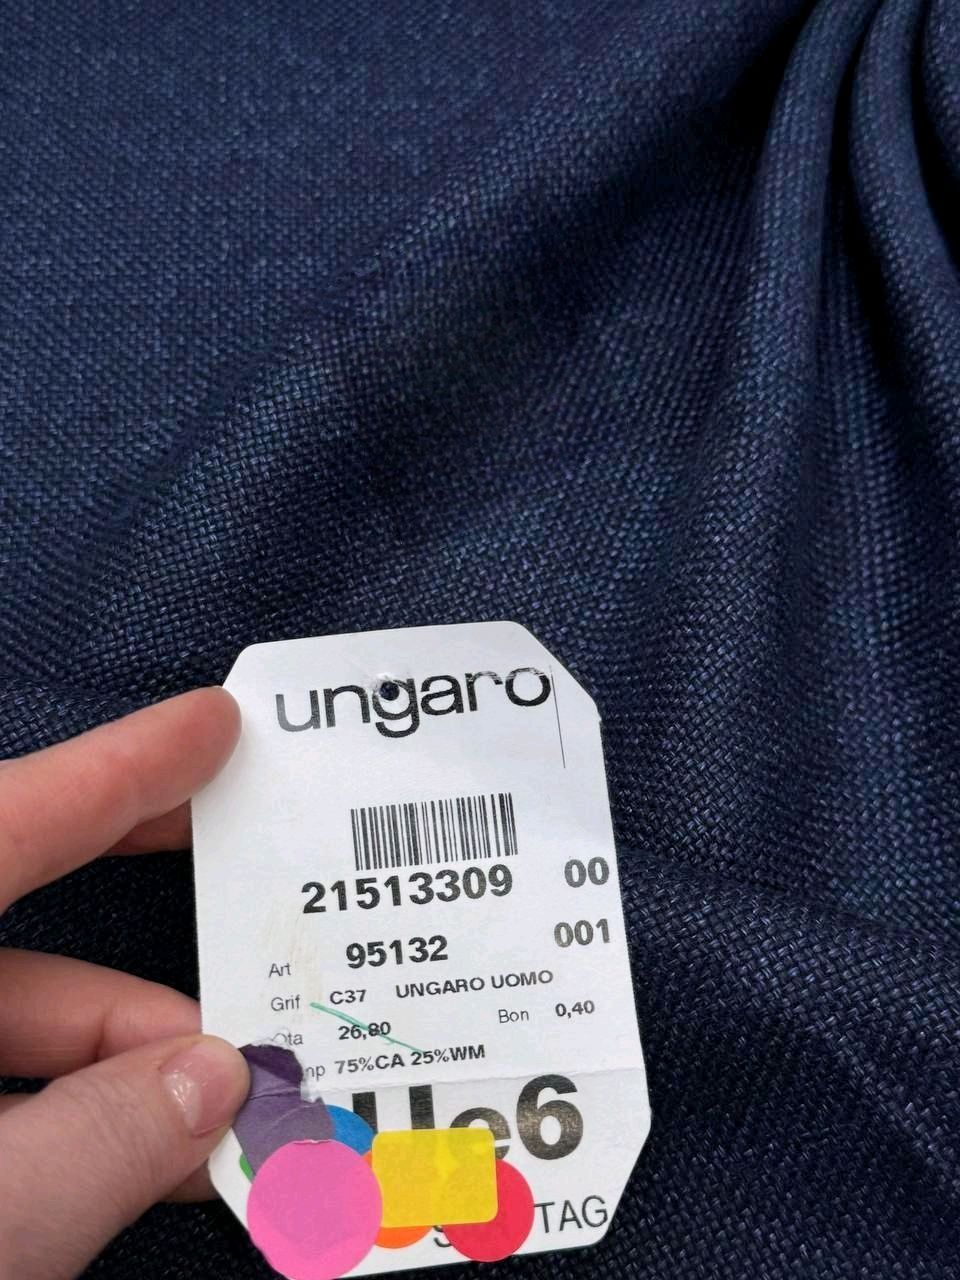 ungaro
21513309 00
95132 001
Art
Grif C37 UNGARO UOMO
26,80 Bon 0,40
75%CA 25%WM
TAG